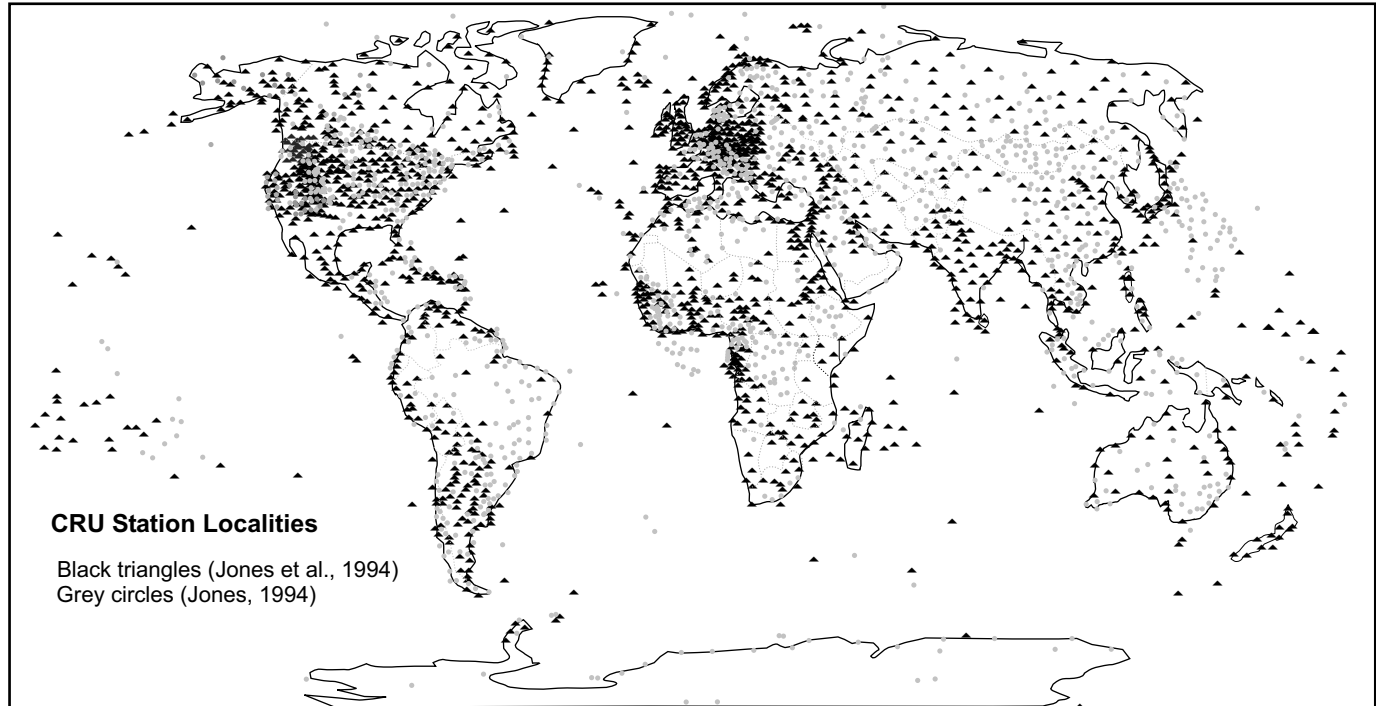 CRU Station Localities
Black triangles (Jones et al., 1994)
Grey circles (Jones, 1994)